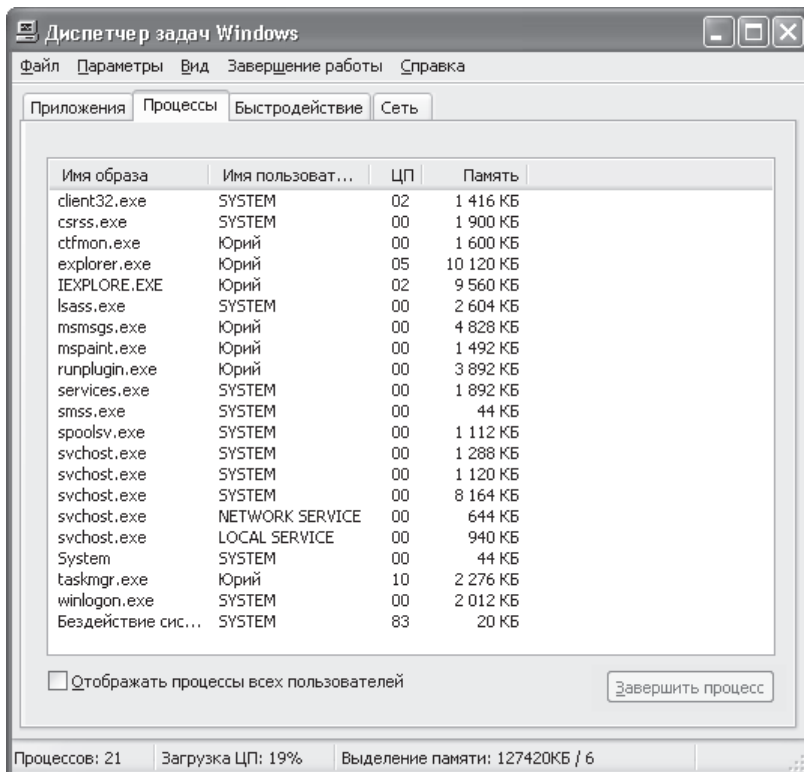 Диспетчер задач Windows
Файл Параметры Вид Завершение работы Справка
Приложения Процессы Быстродействие Сеть
Имя образа Имя пользоват... ЦП Память
client32.exe SYSTEM 02 1 416 КБ
csrss.exe SYSTEM 00 1 900 КБ
ctfmon.exe Юрий 00 1 600 КБ
explorer.exe Юрий 05 10 120 КБ
IEXPLORE.EXE Юрий 02 9 560 КБ
lsass.exe SYSTEM 00 2 604 КБ
msmsgs.exe Юрий 00 4 828 КБ
mspaint.exe Юрий 00 1 492 КБ
runplugin.exe Юрий 00 3 892 КБ
services.exe SYSTEM 00 1 892 КБ
smss.exe SYSTEM 00 44 КБ
spoolsv.exe SYSTEM 00 1 112 КБ
svchost.exe SYSTEM 00 1 288 КБ
svchost.exe SYSTEM 00 1 120 КБ
svchost.exe SYSTEM 00 8 164 КБ
svchost.exe NETWORK SERVICE 00 644 КБ
svchost.exe LOCAL SERVICE 00 940 КБ
System SYSTEM 00 44 КБ
taskmgr.exe Юрий 10 2 276 КБ
winlogon.exe SYSTEM 00 2 012 КБ
Бездействие сис... SYSTEM 83 20 КБ
Отображать процессы всех пользователей
Завершить процесс
Процессов: 21 Загрузка ЦП: 19% Выделение памяти: 127420КБ / 6